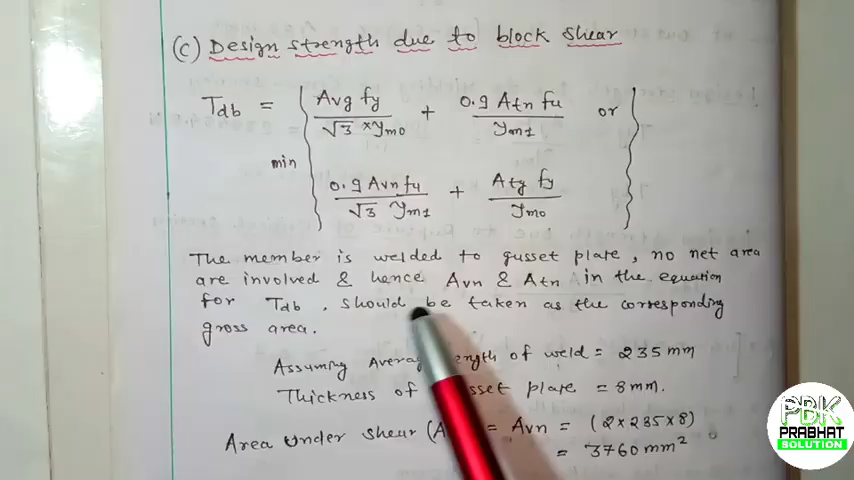 (c) Design strength due to block shear
Tdb = min { Avg fy / √3 × γm0 + 0.9 Atn fu / γm1 or
0.9 Avn fu / √3 γm1 + Atg fy / γm0 }
The member is welded to gusset plate, no net area
are involved & hence Avn & Atn in the equation
for Tdb, should be taken as the corresponding
gross area.
Assuming Average length of weld = 235 mm
Thickness of gusset plate = 8mm.
Area under shear (A = Avn = (2×235×8)
= 3760 mm²
PBK
PRABHAT
SOLUTION